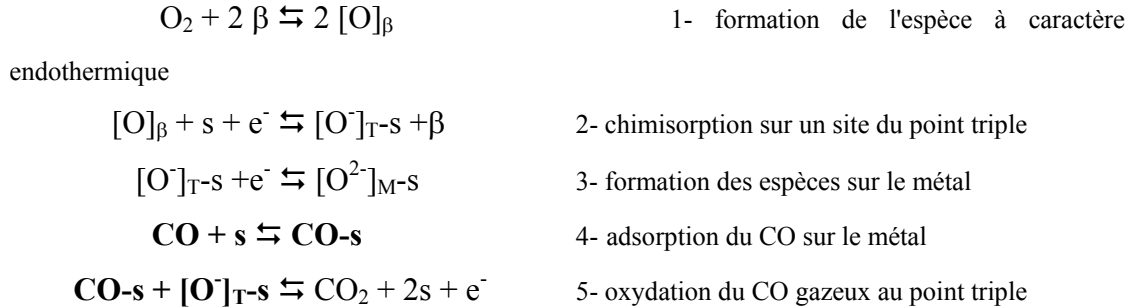 O₂ + 2 β ⇆ 2 [O]β 1- formation de l'espèce à caractère
endothermique
[O]β + s + e⁻ ⇆ [O⁻]T-s +β 2- chimisorption sur un site du point triple
[O⁻]T-s +e⁻ ⇆ [O²⁻]M-s 3- formation des espèces sur le métal
CO + s ⇆ CO-s 4- adsorption du CO sur le métal
CO-s + [O⁻]T-s ⇆ CO₂ + 2s + e⁻ 5- oxydation du CO gazeux au point triple